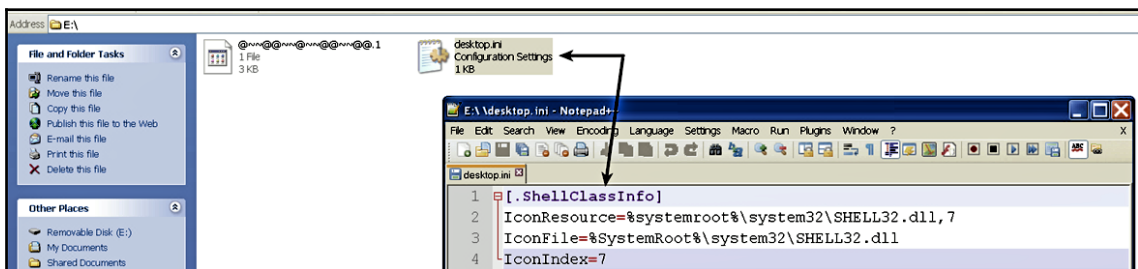 Address E:\
File and Folder Tasks
Rename this file
Move this file
Copy this file
Publish this file to the Web
E-mail this file
Print this file
Delete this file
Other Places
Removable Disk (E:)
My Documents
Shared Documents
@~~@@~~@~~@@~~@@.1
1 File
3 KB
desktop.ini
Configuration Settings
1 KB
E:\ \desktop.ini - Notepad++
File Edit Search View Encoding Language Settings Macro Run Plugins Window ? X
desktop.ini
1 [.ShellClassInfo]
2 IconResource=%systemroot%\system32\SHELL32.dll,7
3 IconFile=%SystemRoot%\system32\SHELL32.dll
4 IconIndex=7